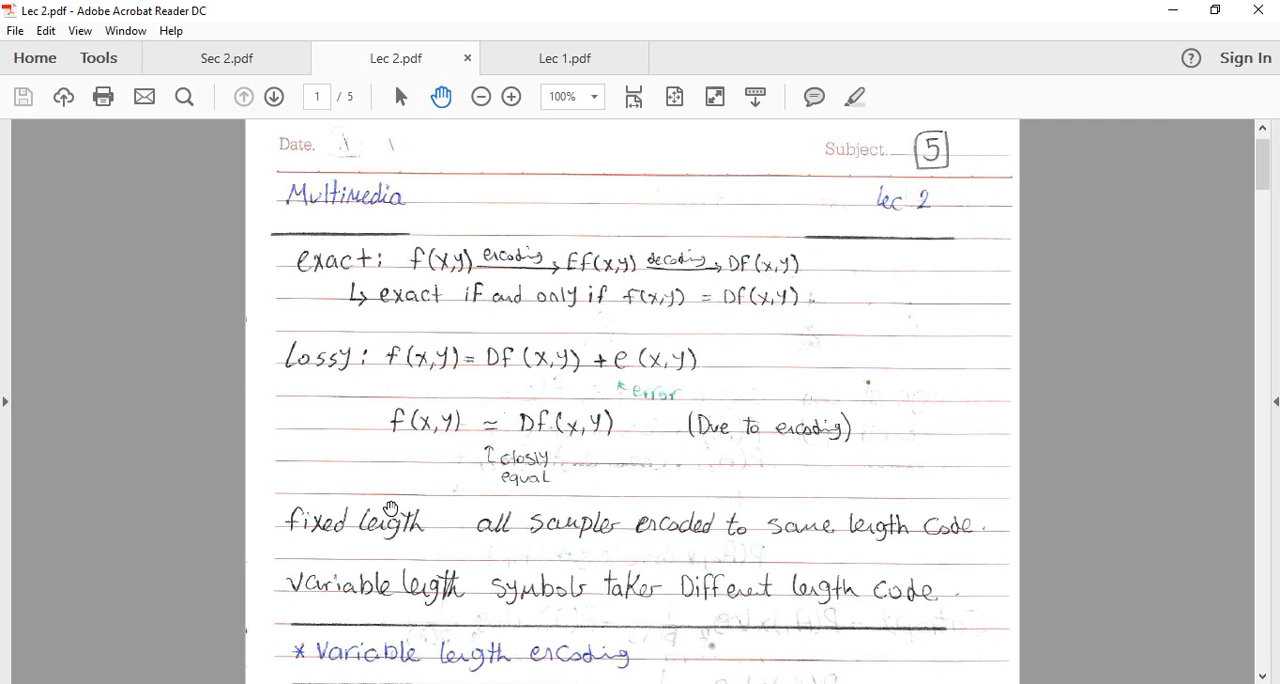 Lec 2.pdf - Adobe Acrobat Reader DC
File Edit View Window Help
Home Tools Sec 2.pdf Lec 2.pdf × Lec 1.pdf ? Sign In
1 / 5 100%
Date. \ \ Subject. 5
Multimedia Lec 2
exact: f(x,y) encoding→ Ef(x,y) decoding→ DF(x,y)
↳ exact if and only if f(x,y) = Df(x,y).
Lossy: f(x,y) = Df(x,y) + e(x,y)
* error
f(x,y) ≃ Df(x,y) (Due to encoding)
↑ closly
equal
fixed length all sampler encoded to same length Code.
Variable length symbols taker Different length code.
* Variable length encoding